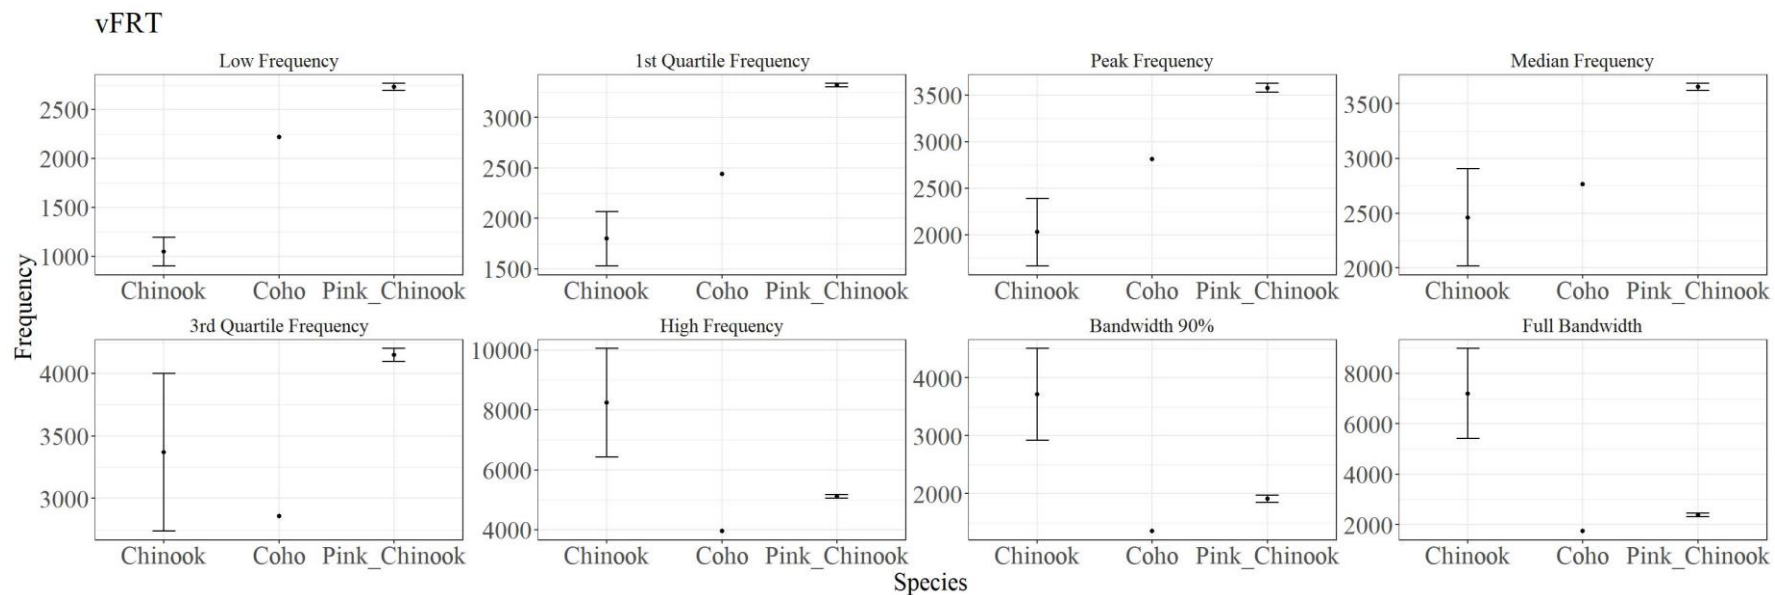 vFRT
Low Frequency
1st Quartile Frequency
Peak Frequency
Median Frequency
2500
2000
1500
1000
3000
2500
2000
1500
3500
3000
2500
2000
3500
3000
2500
2000
Chinook Coho Pink_Chinook
Chinook Coho Pink_Chinook
Chinook Coho Pink_Chinook
Chinook Coho Pink_Chinook
Frequency
3rd Quartile Frequency
High Frequency
Bandwidth 90%
Full Bandwidth
4000
3500
3000
10000
8000
6000
4000
4000
3000
2000
8000
6000
4000
2000
Chinook Coho Pink_Chinook
Chinook Coho Pink_Chinook
Chinook Coho Pink_Chinook
Chinook Coho Pink_Chinook
Species